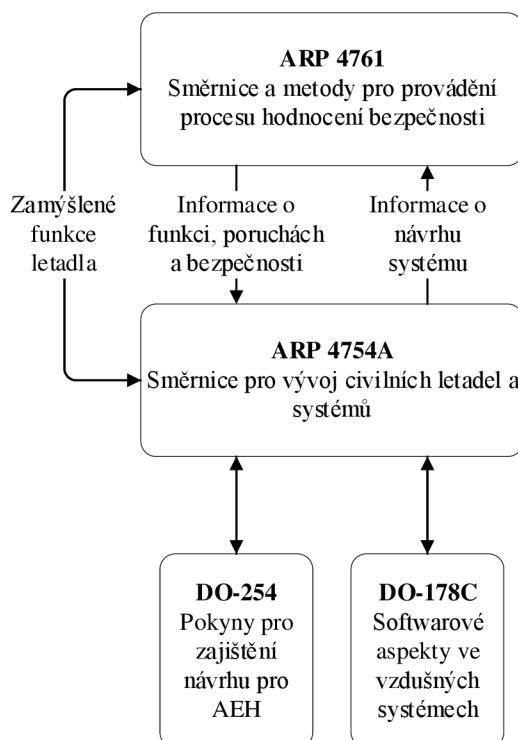 ARP 4761
Směrnice a metody pro provádění
procesu hodnocení bezpečnosti
Zamýšlené
funkce
letadla
Informace o
funkci, poruchách
a bezpečnosti
Informace o
návrhu
systému
ARP 4754A
Směrnice pro vývoj civilních letadel a
systémů
DO-254
Pokyny pro
zajištění
návrhu pro
AEH
DO-178C
Softwarové
aspekty ve
vzdušných
systémech